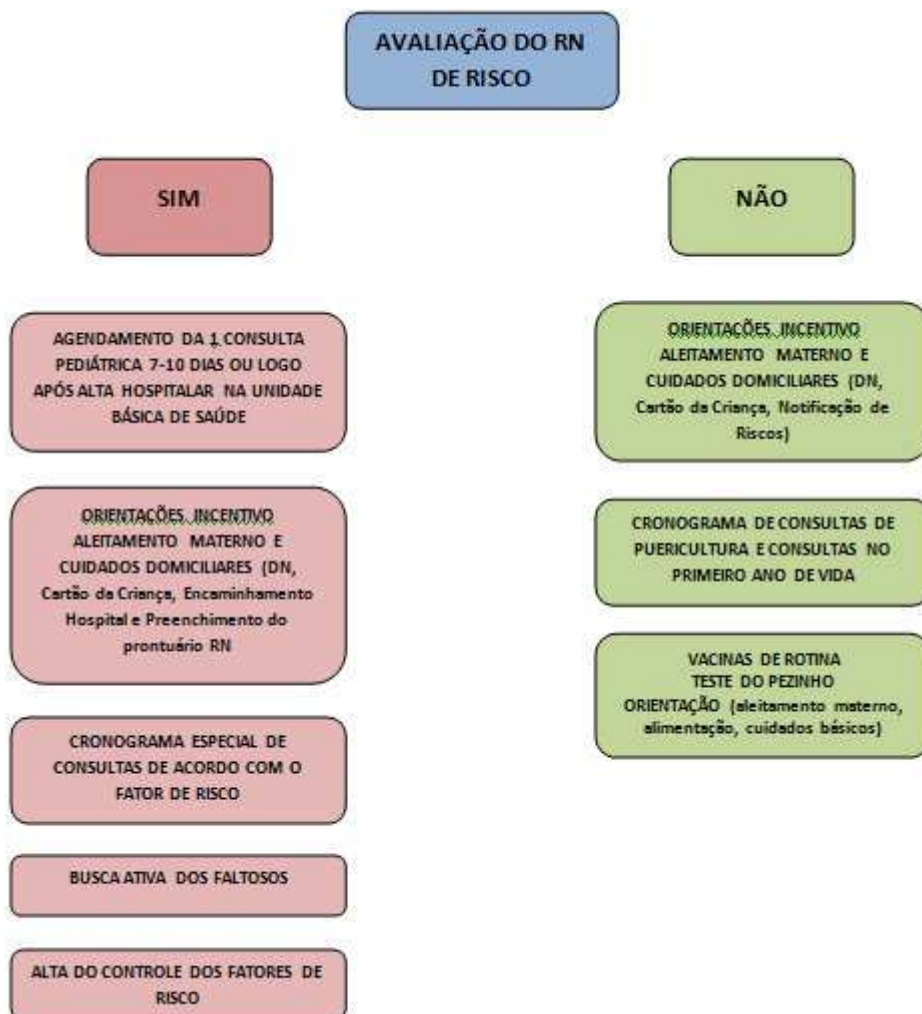 AVALIAÇÃO DO RN
DE RISCO
SIM
NÃO
AGENDAMENTO DA 1 CONSULTA
PEDIÁTRICA 7-10 DIAS OU LOGO
APÓS ALTA HOSPITALAR NA UNIDADE
BÁSICA DE SAÚDE
ORIENTAÇÕES INCENTIVO
ALEITAMENTO MATERNO E
CUIDADOS DOMICILIARES (DN,
Cartão da Criança, Encaminhamento
Hospital e Preenchimento do
prontuário RN
CRONOGRAMA ESPECIAL DE
CONSULTAS DE ACORDO COM O
FATOR DE RISCO
BUSCA ATIVA DOS FALTOSOS
ALTA DO CONTROLE DOS FATORES DE
RISCO
ORIENTAÇÕES INCENTIVO
ALEITAMENTO MATERNO E
CUIDADOS DOMICILIARES (DN,
Cartão da Criança, Notificação de
Riscos)
CRONOGRAMA DE CONSULTAS DE
PUERICULTURA E CONSULTAS NO
PRIMEIRO ANO DE VIDA
VACINAS DE ROTINA
TESTE DO PEZINHO
ORIENTAÇÃO (aleitamento materno,
alimentação, cuidados básicos)